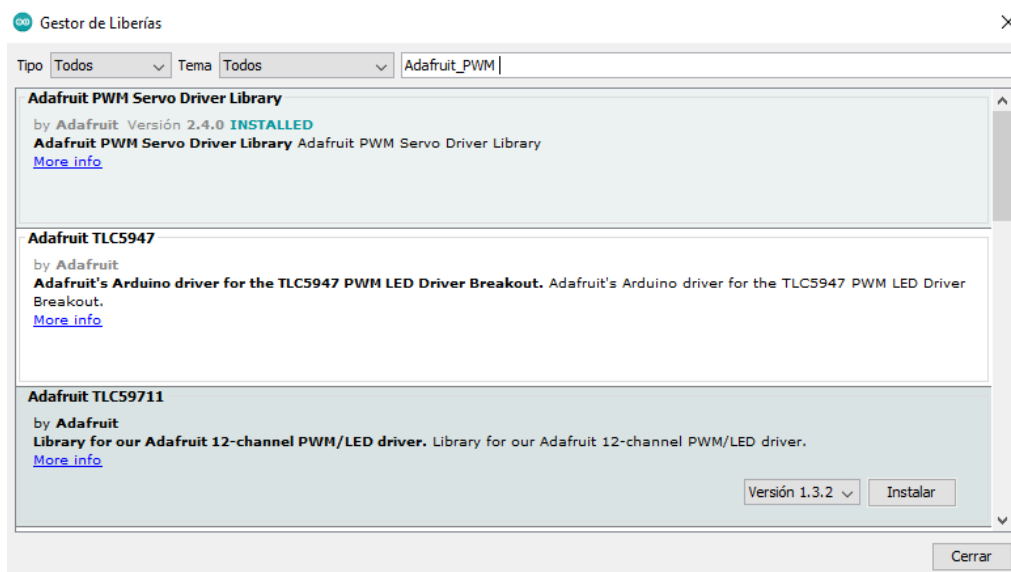 Gestor de Liberías
Tipo Todos Tema Todos Adafruit_PWM
Adafruit PWM Servo Driver Library
by Adafruit Versión 2.4.0 INSTALLED
Adafruit PWM Servo Driver Library Adafruit PWM Servo Driver Library
More info
Adafruit TLC5947
by Adafruit
Adafruit's Arduino driver for the TLC5947 PWM LED Driver Breakout. Adafruit's Arduino driver for the TLC5947 PWM LED Driver
Breakout.
More info
Adafruit TLC59711
by Adafruit
Library for our Adafruit 12-channel PWM/LED driver. Library for our Adafruit 12-channel PWM/LED driver.
More info
Versión 1.3.2 Instalar
Cerrar